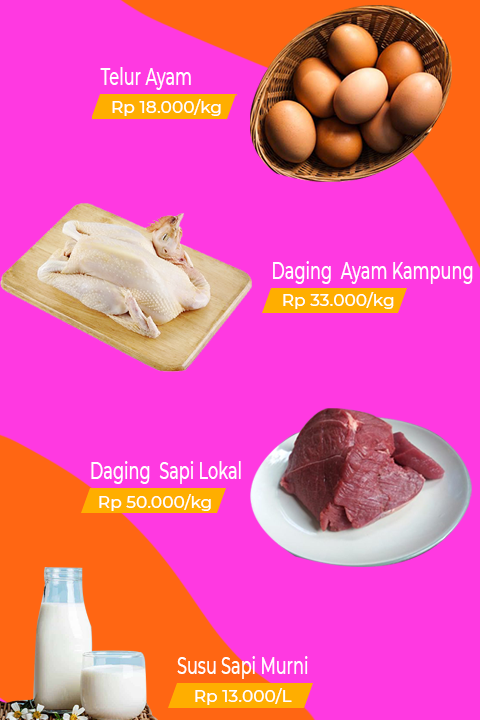 Telur Ayam
Rp 18.000/kg
Daging Ayam Kampung
Rp 33.000/kg
Daging Sapi Lokal
Rp 50.000/kg
Susu Sapi Murni
Rp 13.000/L